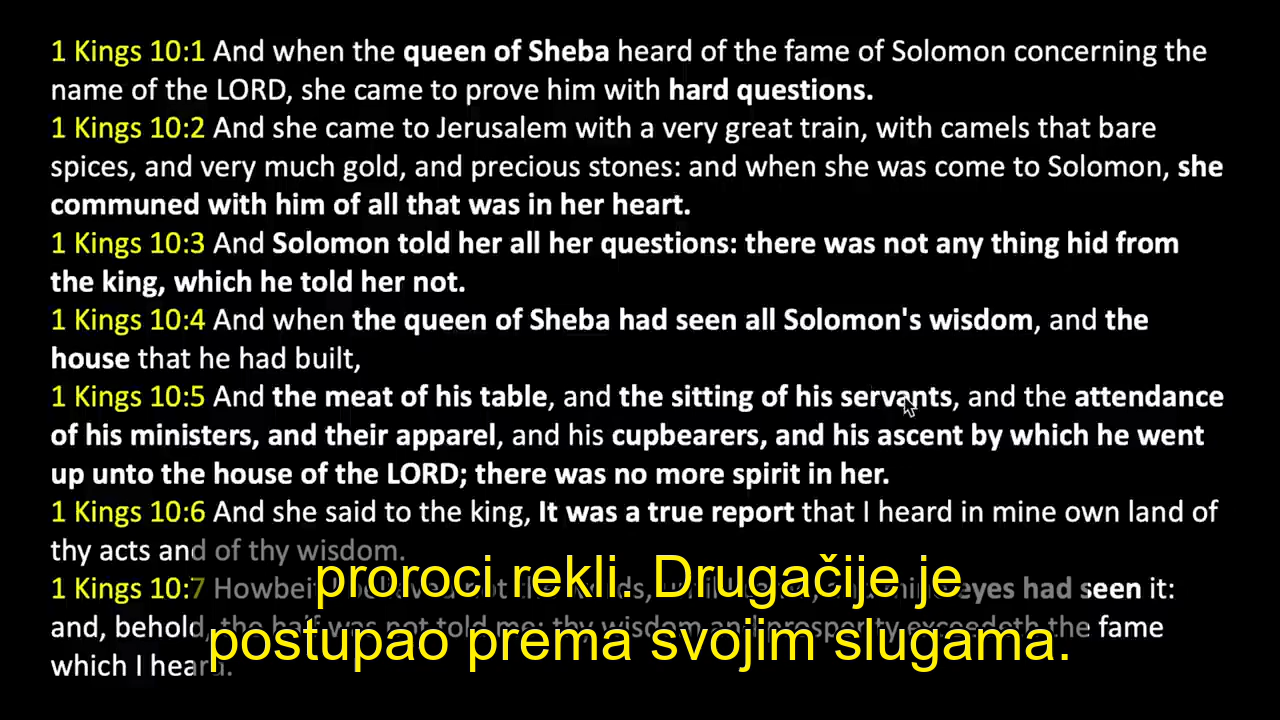 1 Kings 10:1 And when the queen of Sheba heard of the fame of Solomon concerning the
name of the LORD, she came to prove him with hard questions.
1 Kings 10:2 And she came to Jerusalem with a very great train, with camels that bare
spices, and very much gold, and precious stones: and when she was come to Solomon, she
communed with him of all that was in her heart.
1 Kings 10:3 And Solomon told her all her questions: there was not any thing hid from
the king, which he told her not.
1 Kings 10:4 And when the queen of Sheba had seen all Solomon's wisdom, and the
house that he had built,
1 Kings 10:5 And the meat of his table, and the sitting of his servants, and the attendance
of his ministers, and their apparel, and his cupbearers, and his ascent by which he went
up unto the house of the LORD; there was no more spirit in her.
1 Kings 10:6 And she said to the king, It was a true report that I heard in mine own land of
thy acts and of thy wisdom.
1 Kings 10:7 Howbeit eyes had seen it:
and, behold, the half was not told me: thy wisdom and prosperity exceedeth the fame
which I heard.
proroci rekli. Drugačije je
postupao prema svojim slugama.